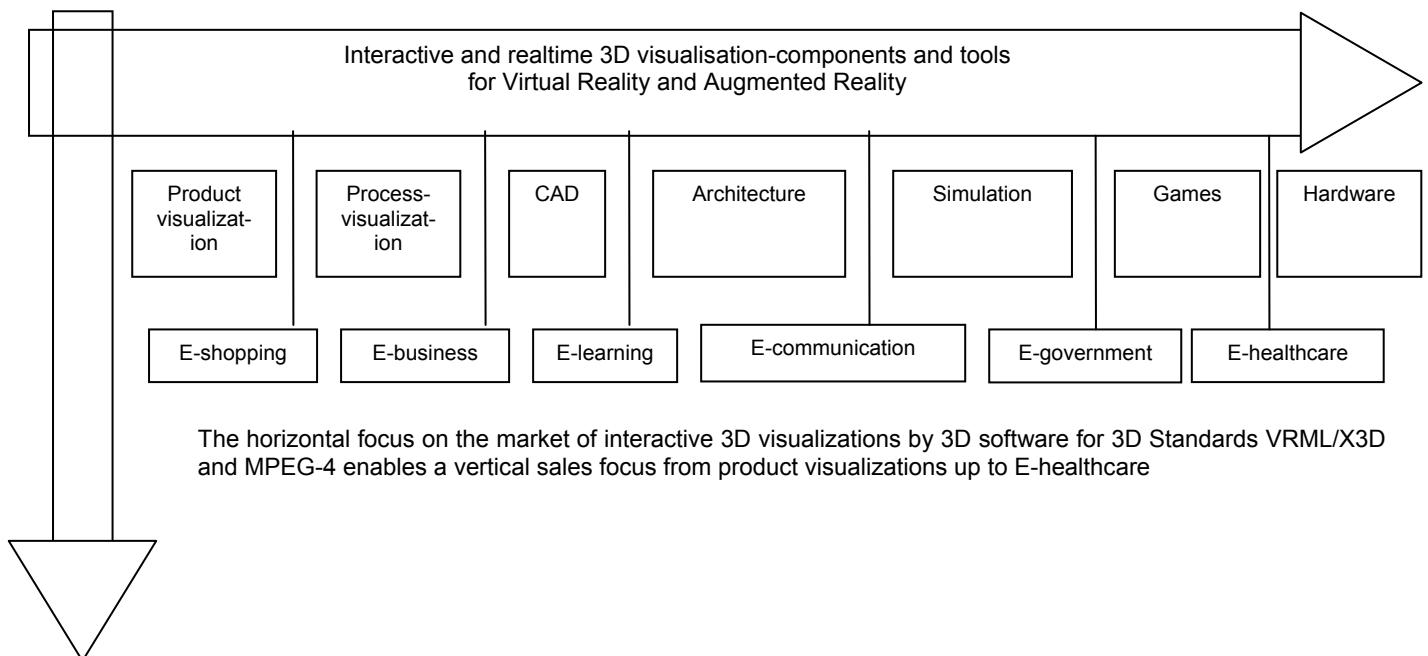 Interactive and realtime 3D visualisation-components and tools
for Virtual Reality and Augmented Reality
Product
visualizat-
ion
Process-
visualizat-
ion
CAD
Architecture
Simulation
Games
Hardware
E-shopping
E-business
E-learning
E-communication
E-government
E-healthcare
The horizontal focus on the market of interactive 3D visualizations by 3D software for 3D Standards VRML/X3D
and MPEG-4 enables a vertical sales focus from product visualizations up to E-healthcare